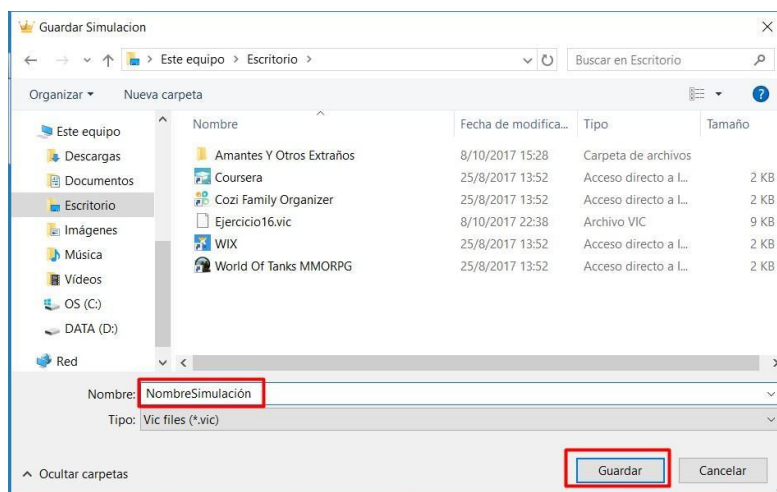 Guardar Simulacion
Este equipo > Escritorio >
Buscar en Escritorio
Organizar
Nueva carpeta
Nombre Fecha de modifica... Tipo Tamaño
Este equipo
Descargas
Documentos
Escritorio
Imágenes
Música
Vídeos
OS (C:)
DATA (D:)
Red
Amantes Y Otros Extraños 8/10/2017 15:28 Carpeta de archivos
Coursera 25/8/2017 13:52 Acceso directo a I... 2 KB
Cozi Family Organizer 25/8/2017 13:52 Acceso directo a I... 2 KB
Ejercicio16.vic 8/10/2017 22:38 Archivo VIC 9 KB
WIX 25/8/2017 13:52 Acceso directo a I... 2 KB
World Of Tanks MMORPG 25/8/2017 13:52 Acceso directo a I... 2 KB
Nombre: NombreSimulación
Tipo: Vic files (*.vic)
Ocultar carpetas
Guardar
Cancelar